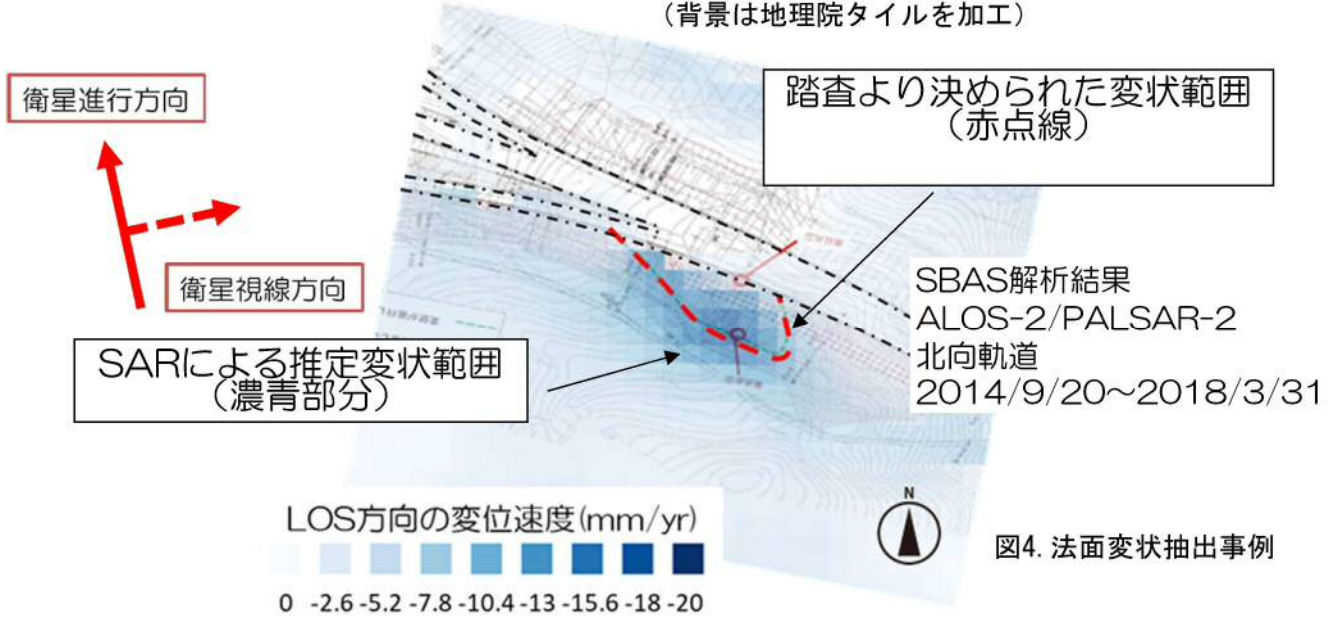 （背景は地理院タイルを加工）
衛星進行方向
踏査より決められた変状範囲
（赤点線）
衛星視線方向
SBAS解析結果
ALOS-2/PALSAR-2
北向軌道
2014/9/20～2018/3/31
SARによる推定変状範囲
（濃青部分）
LOS方向の変位速度(mm/yr)
0 -2.6 -5.2 -7.8 -10.4 -13 -15.6 -18 -20
N
図4. 法面変状抽出事例